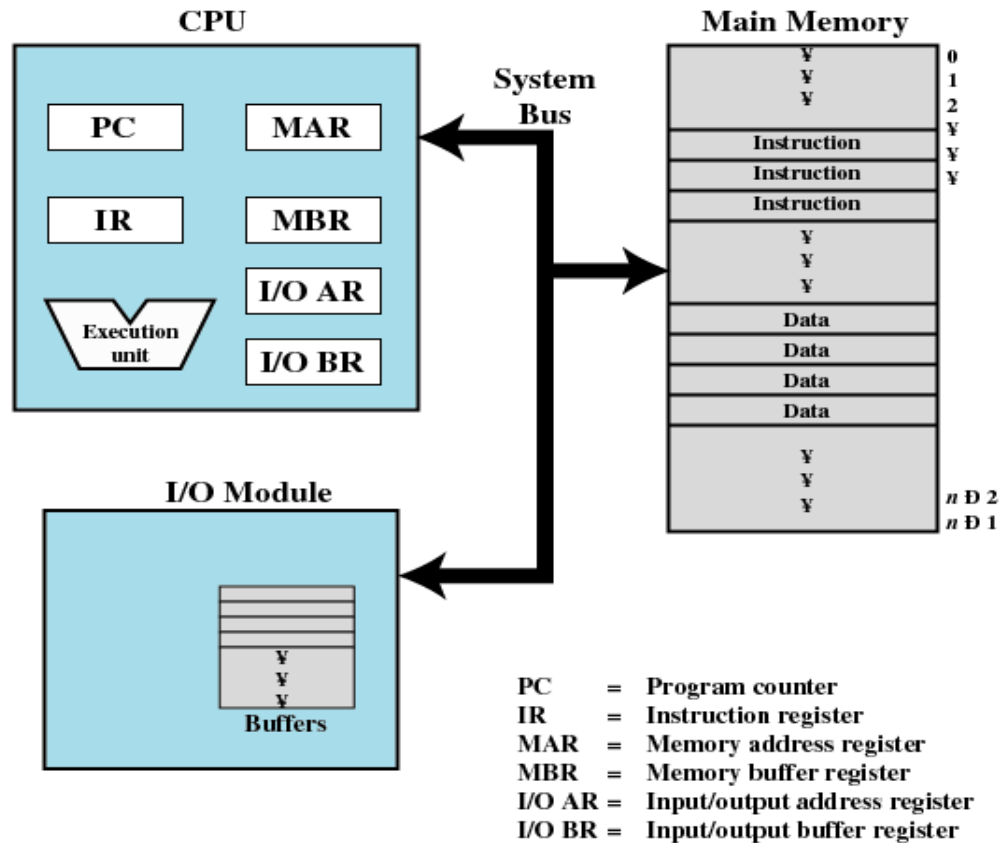 CPU
PC
MAR
IR
MBR
I/O AR
Execution
unit
I/O BR
System
Bus
Main Memory
¥
¥
¥
Instruction
Instruction
Instruction
¥
¥
¥
Data
Data
Data
Data
¥
¥
¥
0
1
2
¥
¥
¥
n Ð 2
n Ð 1
I/O Module
¥
¥
¥
Buffers
PC = Program counter
IR = Instruction register
MAR = Memory address register
MBR = Memory buffer register
I/O AR = Input/output address register
I/O BR = Input/output buffer register